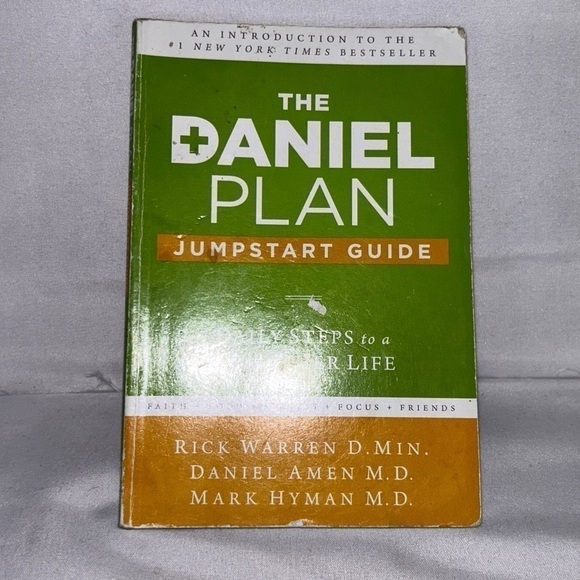 AN INTRODUCTION TO THE
#1 NEW YORK TIMES BESTSELLER
THE
DANIEL
PLAN
JUMPSTART GUIDE
STEPS to a
LIFE
FAITH + FOCUS + FRIENDS
RICK WARREN D.MIN.
DANIEL AMEN M.D.
MARK HYMAN M.D.